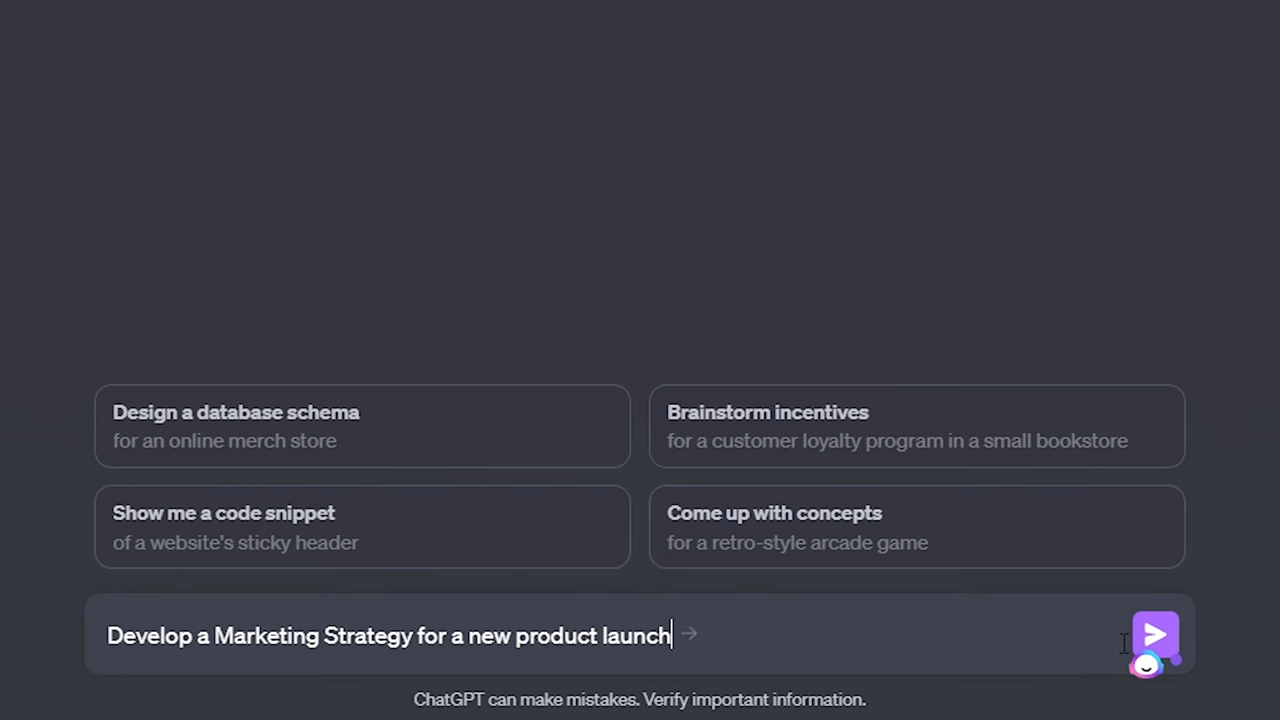 Design a database schema
for an online merch store
Brainstorm incentives
for a customer loyalty program in a small bookstore
Show me a code snippet
of a website's sticky header
Come up with concepts
for a retro-style arcade game
Develop a Marketing Strategy for a new product launch
ChatGPT can make mistakes. Verify important information.